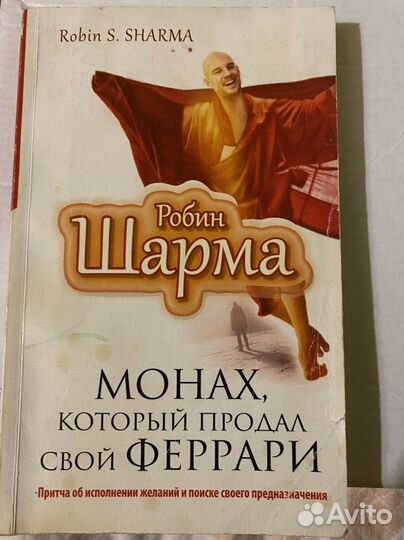 Robin S. SHARMA
Робин
Шарма
МОНАХ,
КОТОРЫЙ ПРОДАЛ
СВОЙ ФЕРРАРИ
Притча об исполнении желаний и поиске своего предназначения
Avito